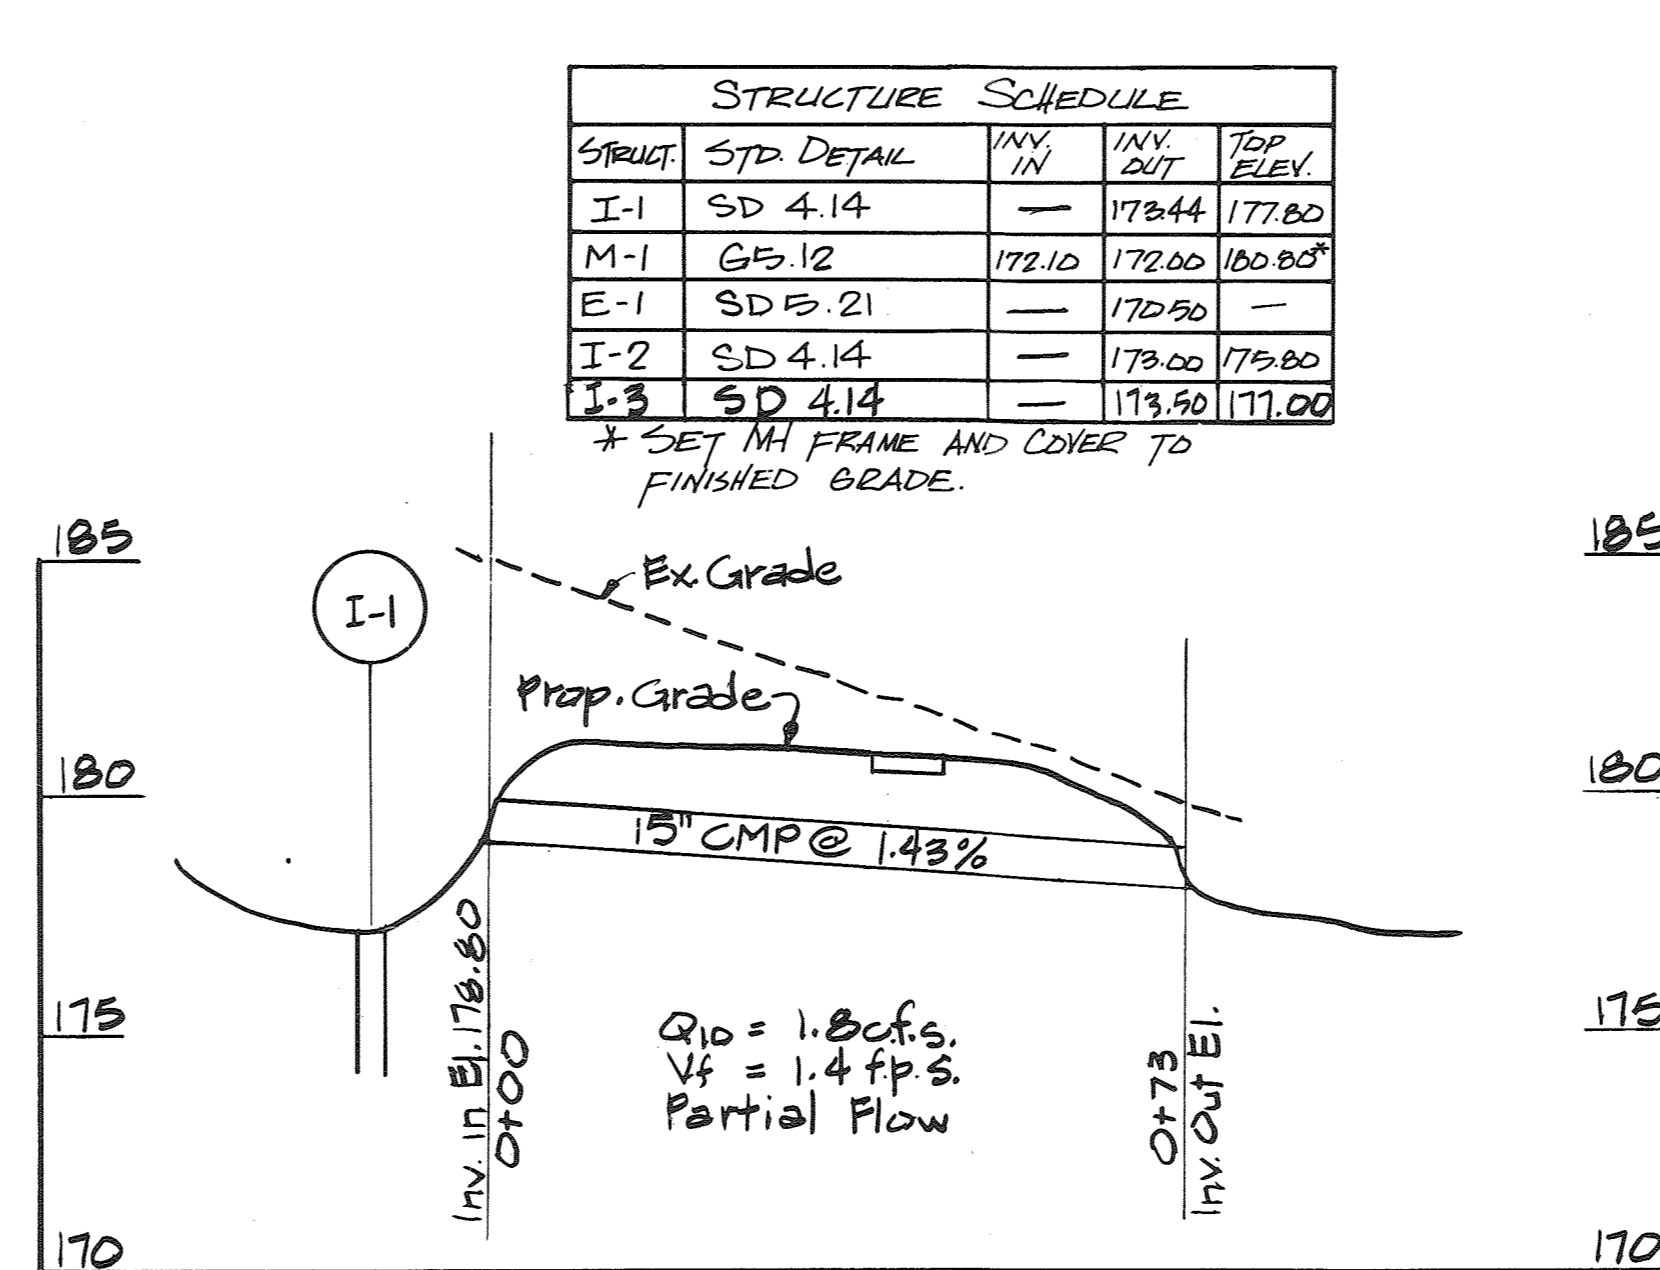 STRUCTURE SCHEDULE
STRUCT. STD. DETAIL INV. IN INV. OUT TOP ELEV.
I-1 SD 4.14 — 173.44 177.80
M-1 G5.12 172.10 172.00 180.80*
E-1 SD 5.21 — 170.50 —
I-2 SD 4.14 — 173.00 175.80
I-3 SD 4.14 — 173.50 177.00
* SET MH FRAME AND COVER TO
FINISHED GRADE.
185
185
I-1
Ex. Grade
Prop. Grade
180
180
15" CMP @ 1.43%
175
175
Inv. in El. 178.80
0+00
Q10 = 1.8 c.f.s.
Vf = 1.4 f.p.s.
Partial Flow
0+73
Inv. Out El.
170
170